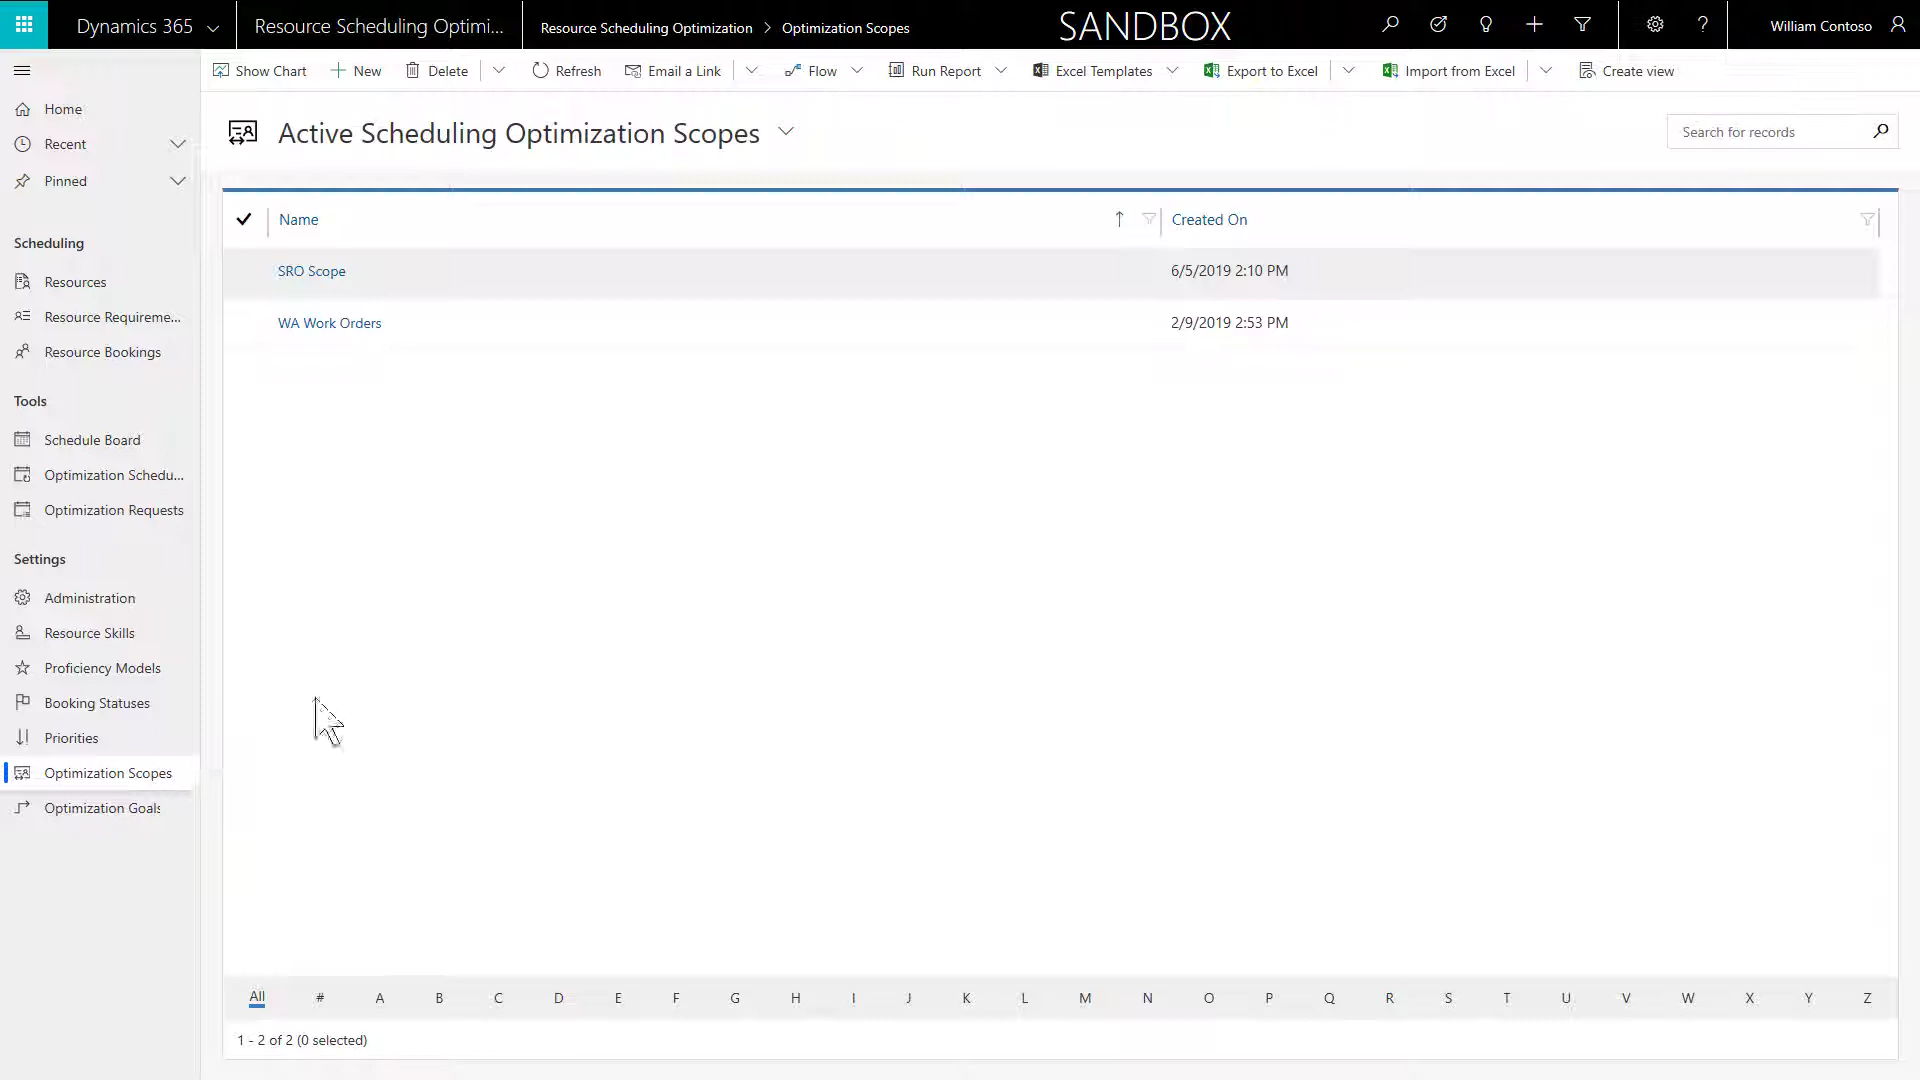 Dynamics 365
Resource Scheduling Optimi...
Resource Scheduling Optimization > Optimization Scopes
SANDBOX
?
William Contoso
Show Chart
New
Delete
Refresh
Email a Link
Flow
Run Report
Excel Templates
Export to Excel
Import from Excel
Create view
Home
Recent
Pinned
Scheduling
Resources
Resource Requireme...
Resource Bookings
Tools
Schedule Board
Optimization Schedu...
Optimization Requests
Settings
Administration
Resource Skills
Proficiency Models
Booking Statuses
Priorities
Optimization Scopes
Optimization Goals
Active Scheduling Optimization Scopes
Search for records
Name
Created On
SRO Scope
6/5/2019 2:10 PM
WA Work Orders
2/9/2019 2:53 PM
All # A B C D E F G H I J K L M N O P Q R S T U V W X Y Z
1 - 2 of 2 (0 selected)